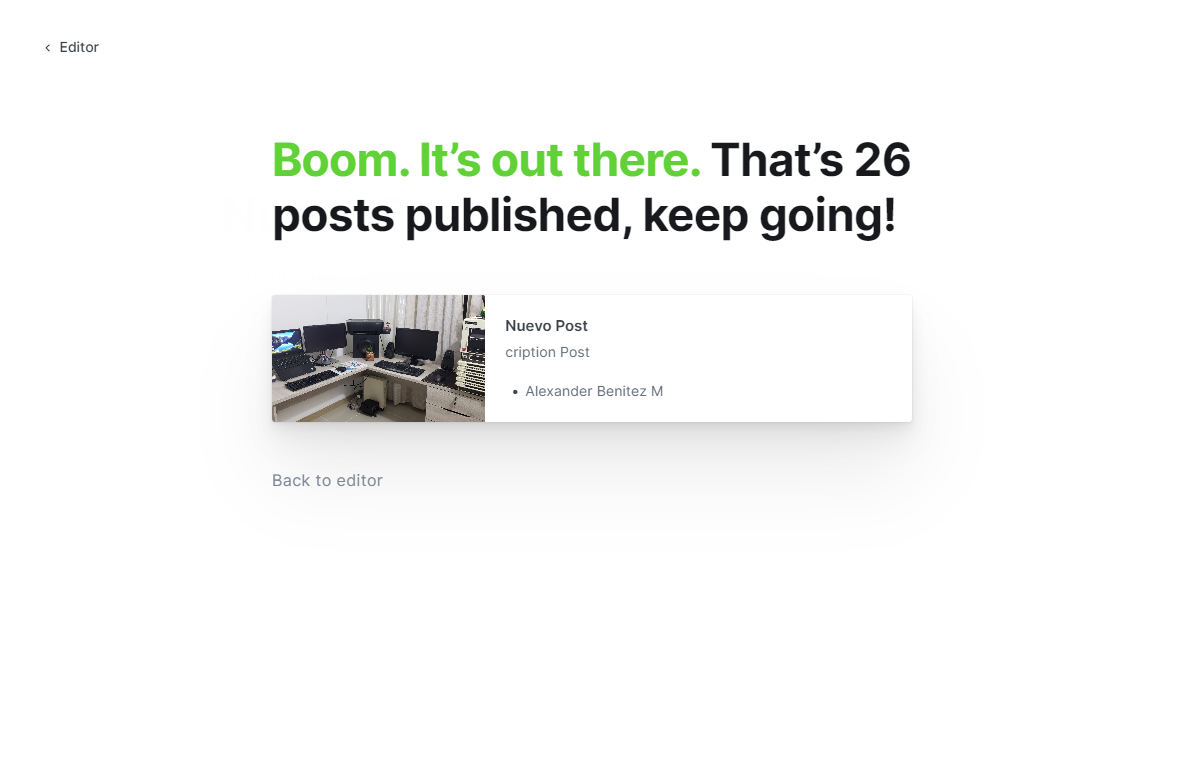 Editor
Boom. It’s out there. That’s 26
posts published, keep going!
Nuevo Post
cription Post
• Alexander Benitez M
Back to editor